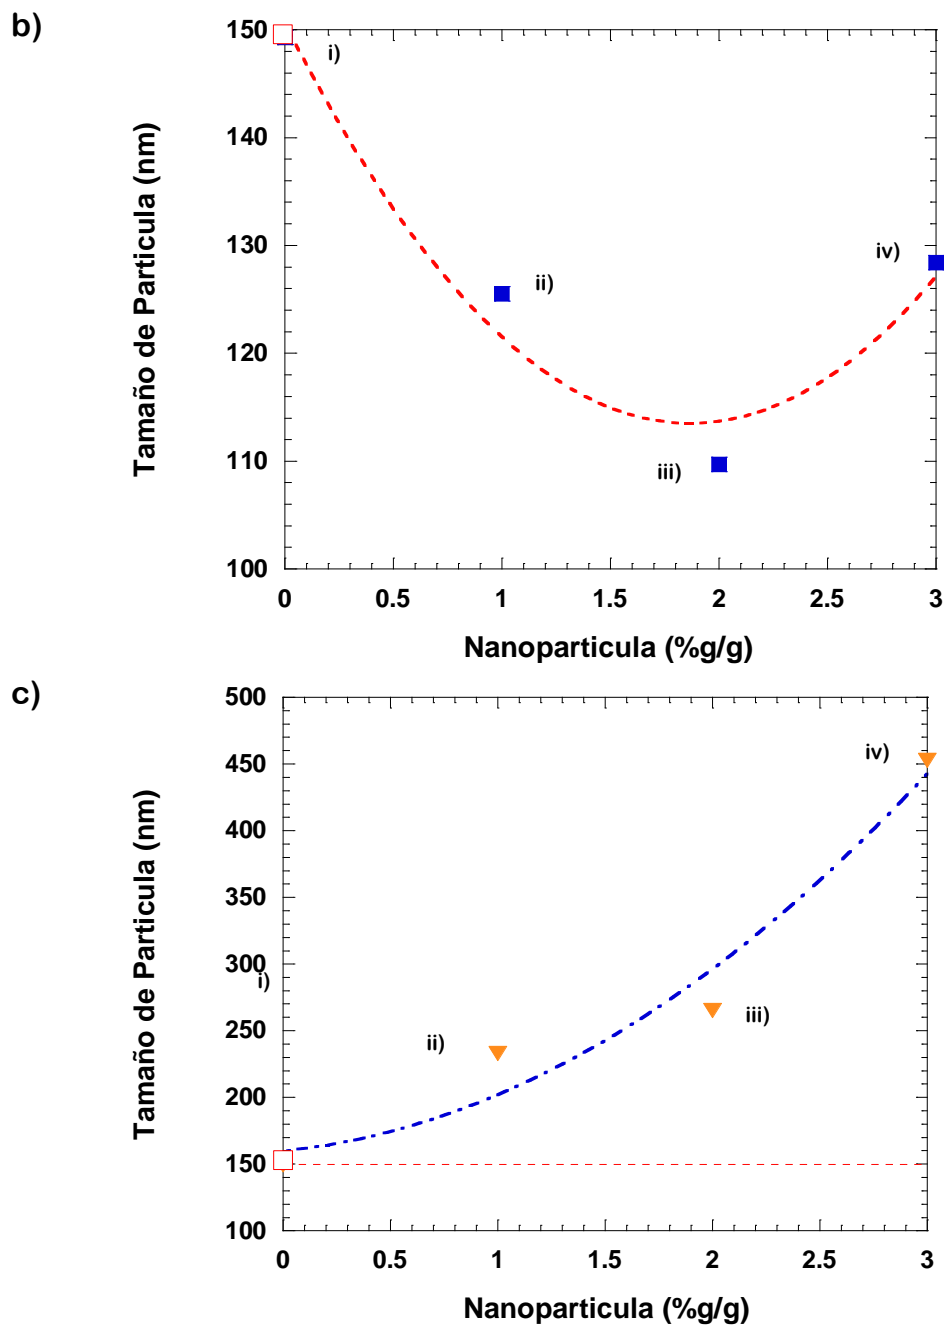 b)
150
140
130
120
110
100
Tamaño de Particula (nm)
i)
ii)
iii)
iv)
0 0.5 1 1.5 2 2.5 3
Nanoparticula (%g/g)
c)
500
450
400
350
300
250
200
150
100
Tamaño de Particula (nm)
i)
ii)
iii)
iv)
0 0.5 1 1.5 2 2.5 3
Nanoparticula (%g/g)